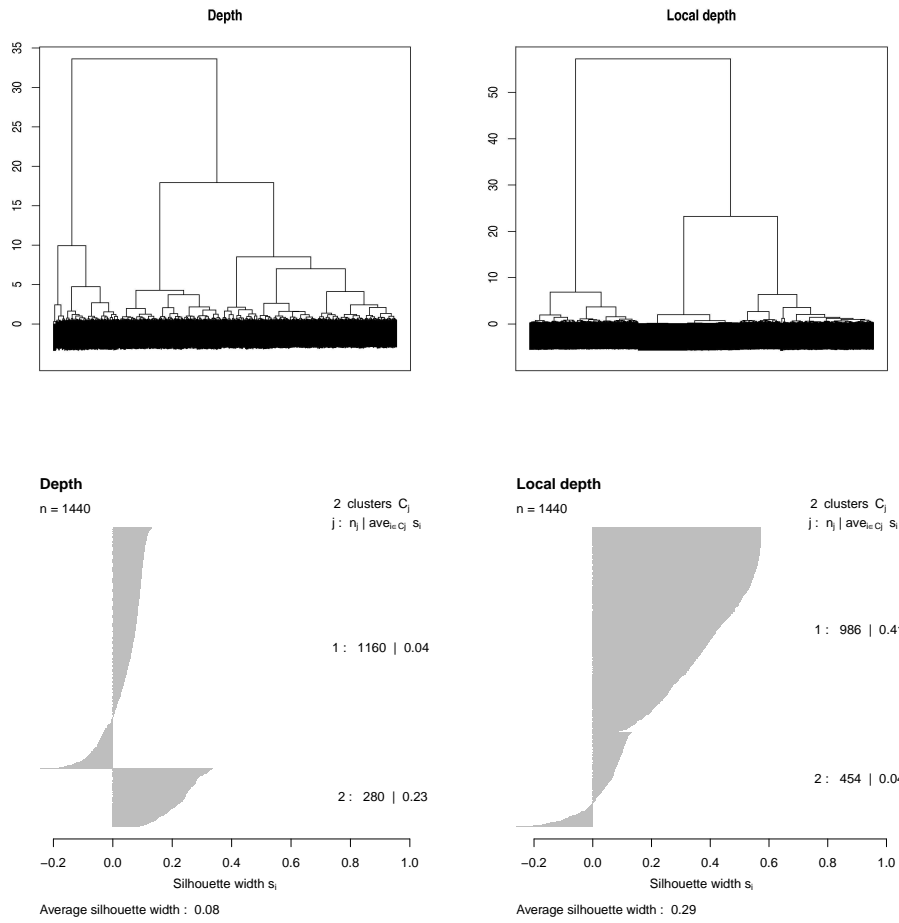 Depth
35
30
25
20
15
10
5
0
Local depth
50
40
30
20
10
0
Depth
n = 1440
2 clusters Cj
j : nj | avei∈Cj si
1 : 1160 | 0.04
2 : 280 | 0.23
−0.2 0.0 0.2 0.4 0.6 0.8 1.0
Silhouette width si
Average silhouette width : 0.08
Local depth
n = 1440
2 clusters Cj
j : nj | avei∈Cj si
1 : 986 | 0.4
2 : 454 | 0.04
−0.2 0.0 0.2 0.4 0.6 0.8 1.0
Silhouette width si
Average silhouette width : 0.29